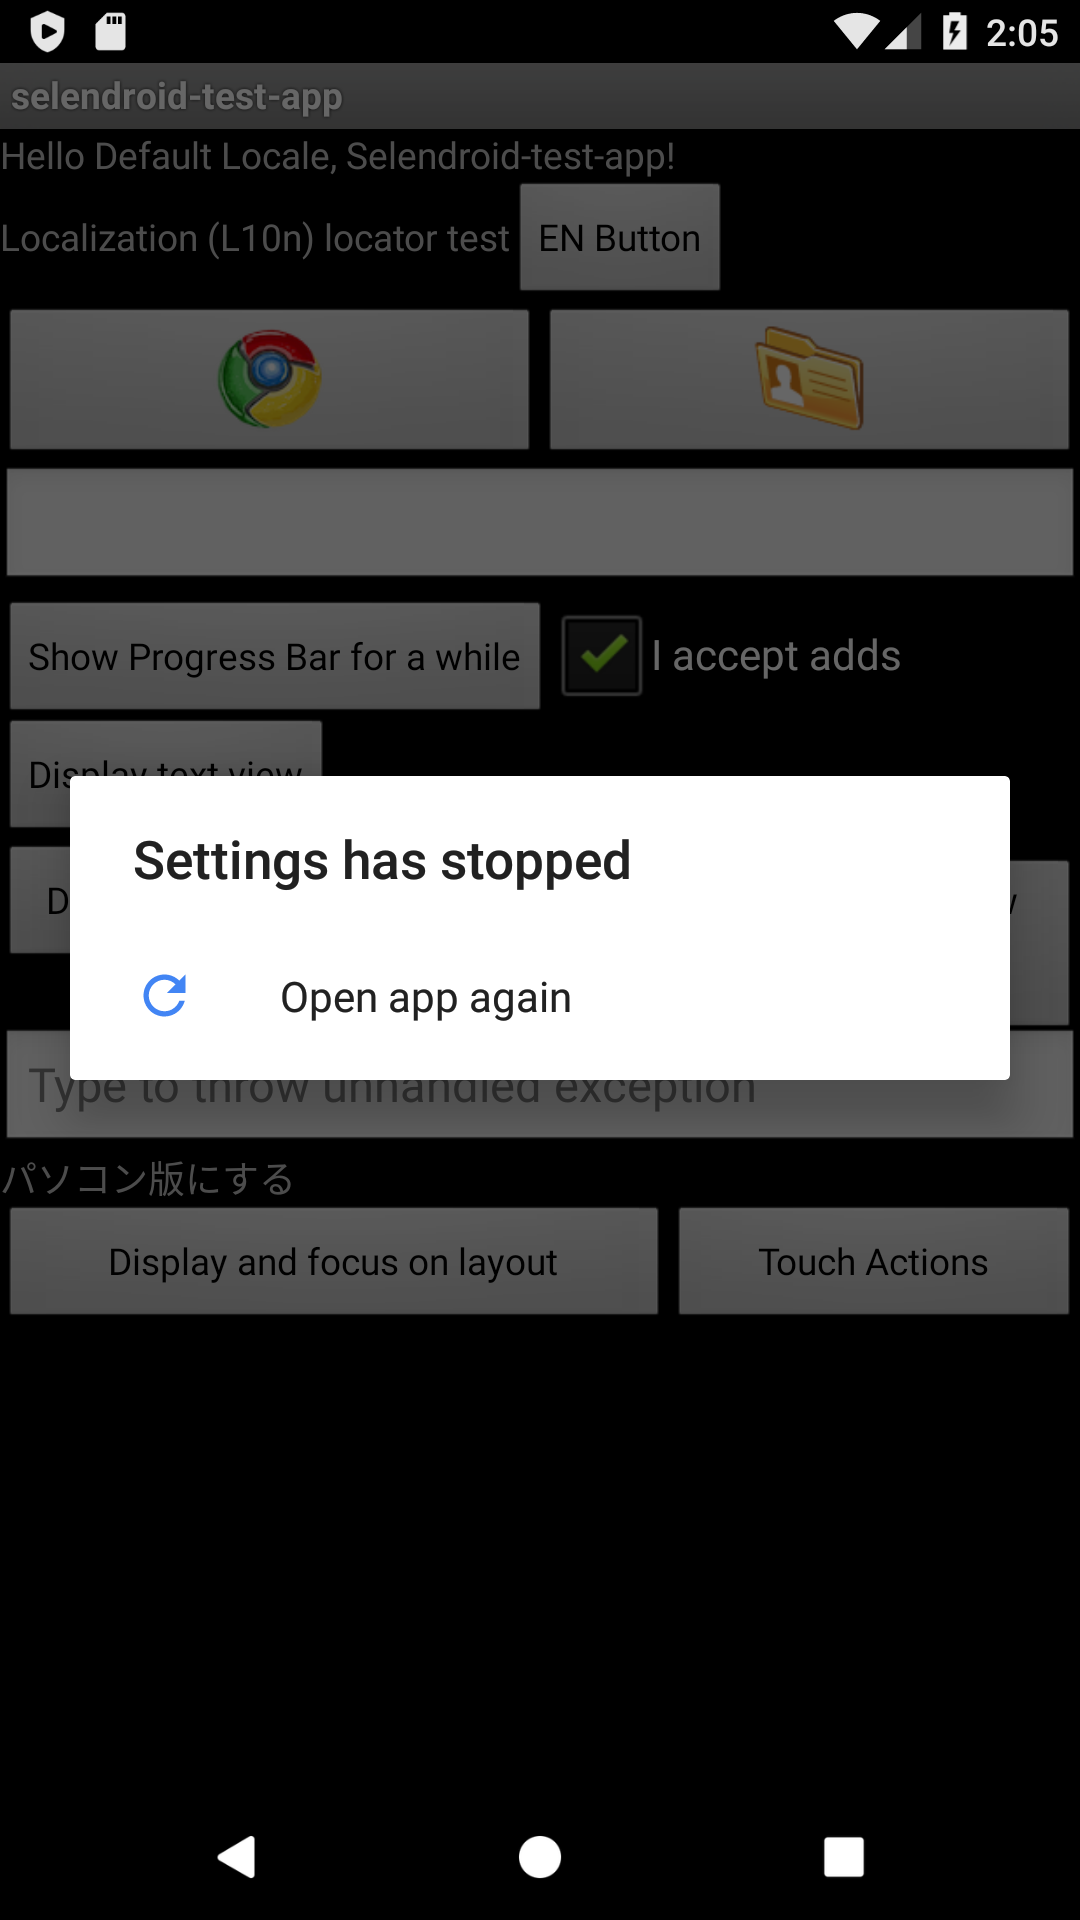 2:05
selendroid-test-app
Hello Default Locale, Selendroid-test-app!
Localization (L10n) locator test
EN Button
Show Progress Bar for a while
I accept adds
Display text view
D
Settings has stopped
Open app again
Type to throw unhandled exception
パソコン版にする
Display and focus on layout
Touch Actions